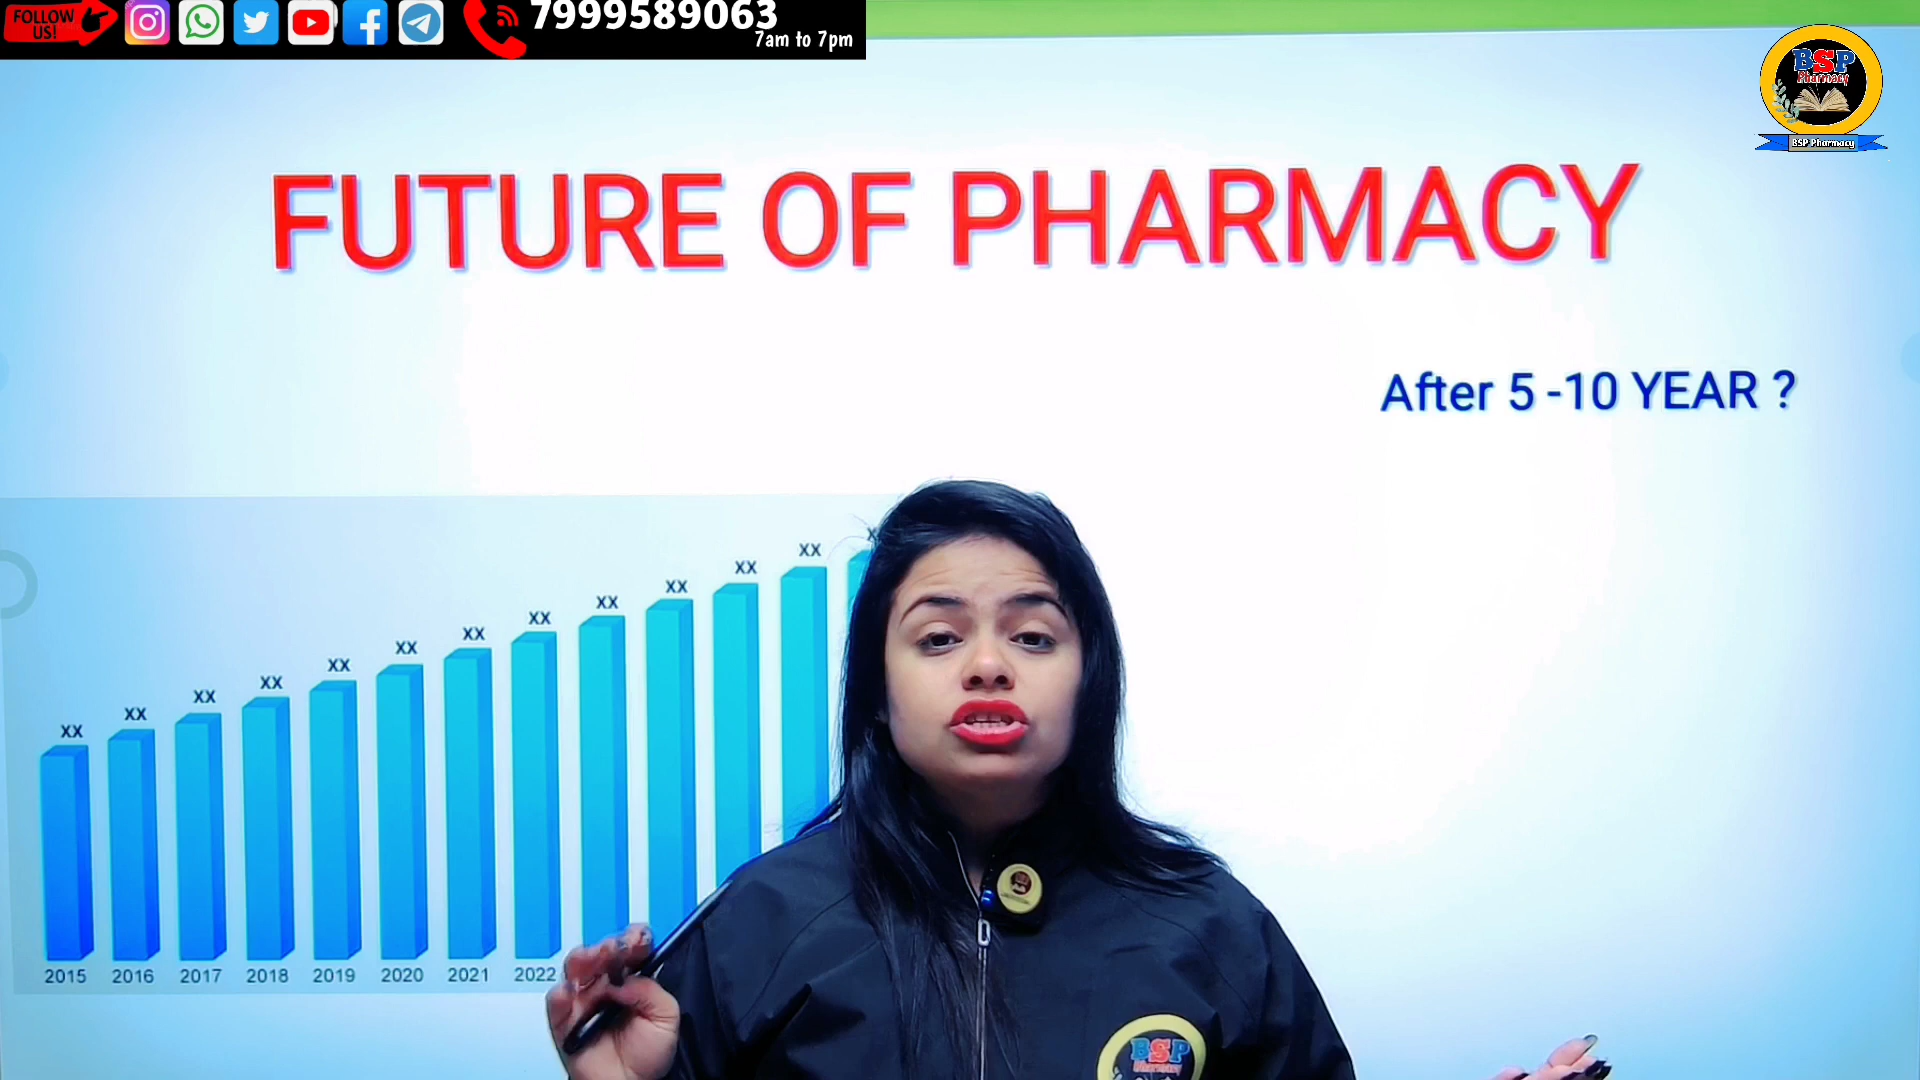 FOLLOW
US!
7999589063
7am to 7pm
BSP
Pharmacy
BSP Pharmacy
FUTURE OF PHARMACY
After 5 -10 YEAR ?
XX
XX
XX
XX
XX
XX
XX
XX
XX
XX
XX
XX
2015 2016 2017 2018 2019 2020 2021 2022
BSP
Pharmacy